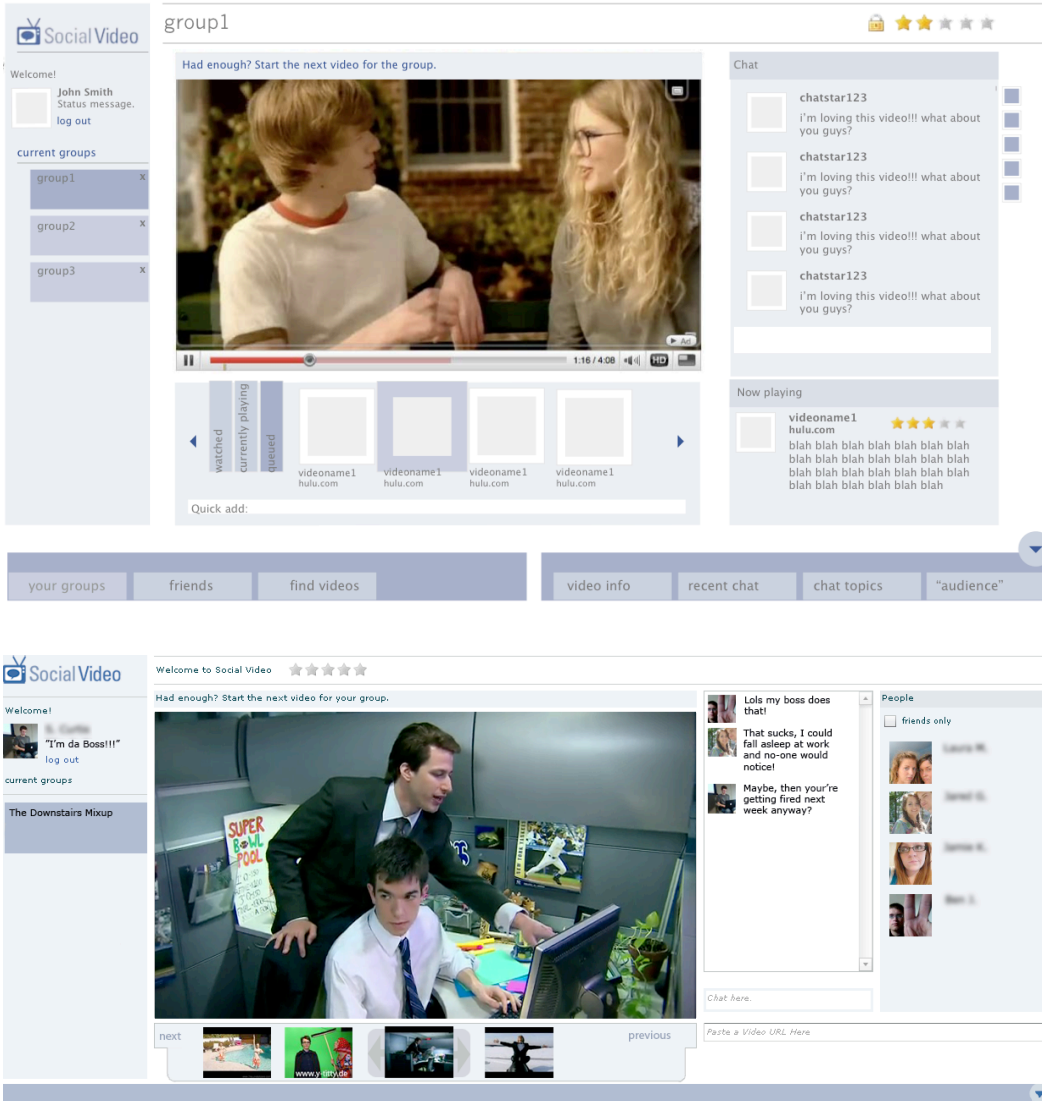 Social Video
group1
Welcome!
John Smith
Status message.
log out
current groups
group1 x
group2 x
group3 x
Had enough? Start the next video for the group.
Ad
1:16 / 4:08
HD
watched
currently playing
queued
videoname1
hulu.com
videoname1
hulu.com
videoname1
hulu.com
videoname1
hulu.com
Quick add:
Chat
chatstar123
i'm loving this video!!! what about
you guys?
chatstar123
i'm loving this video!!! what about
you guys?
chatstar123
i'm loving this video!!! what about
you guys?
chatstar123
i'm loving this video!!! what about
you guys?
Now playing
videoname1
hulu.com
blah blah blah blah blah blah blah
blah blah blah blah blah blah blah
blah blah blah blah blah blah blah
blah blah blah blah blah blah
your groups
friends
find videos
video info
recent chat
chat topics
"audience"
Social Video
Welcome to Social Video
Welcome!
"I'm da Boss!!!"
log out
current groups
The Downstairs Mixup
Had enough? Start the next video for your group.
SUPER
BOWL
POOL
next
www.y-titty.de
previous
Lols my boss does
that!
That sucks, I could
fall asleep at work
and no-one would
notice!
Maybe, then your're
getting fired next
week anyway?
Chat here.
Paste a Video URL Here
People
friends only